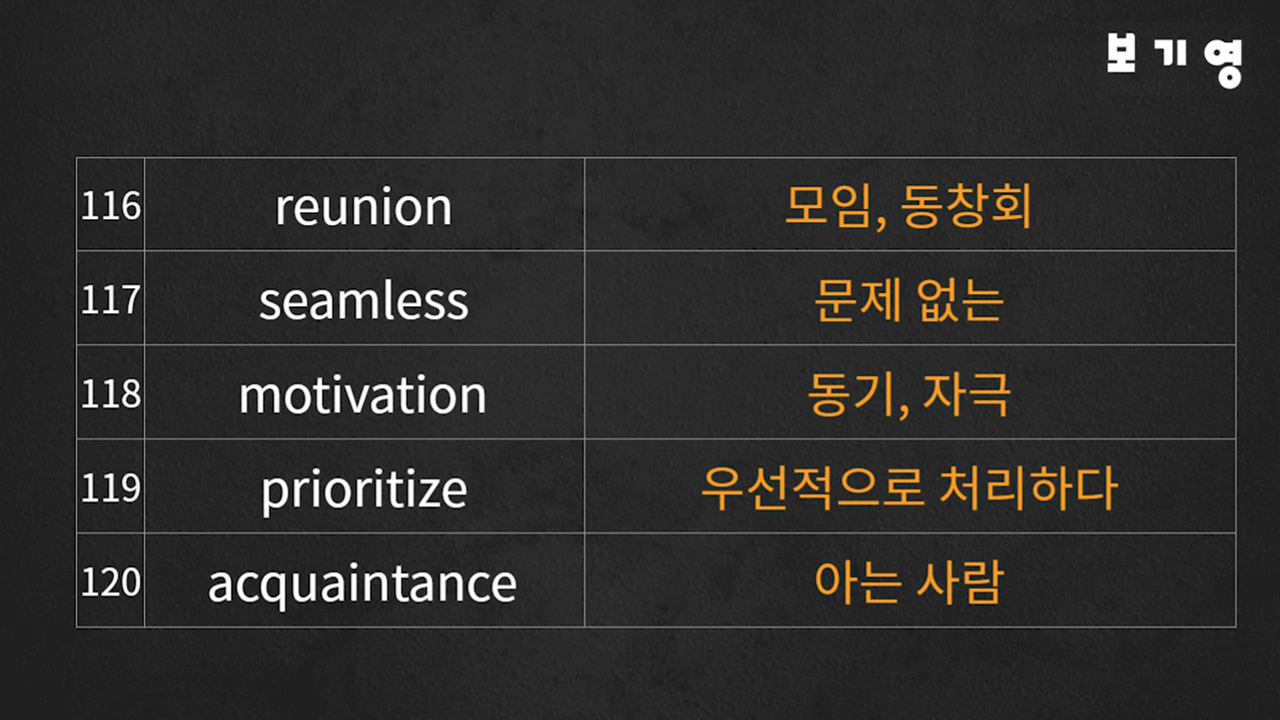 보기영
116 reunion 모임, 동창회
117 seamless 문제 없는
118 motivation 동기, 자극
119 prioritize 우선적으로 처리하다
120 acquaintance 아는 사람